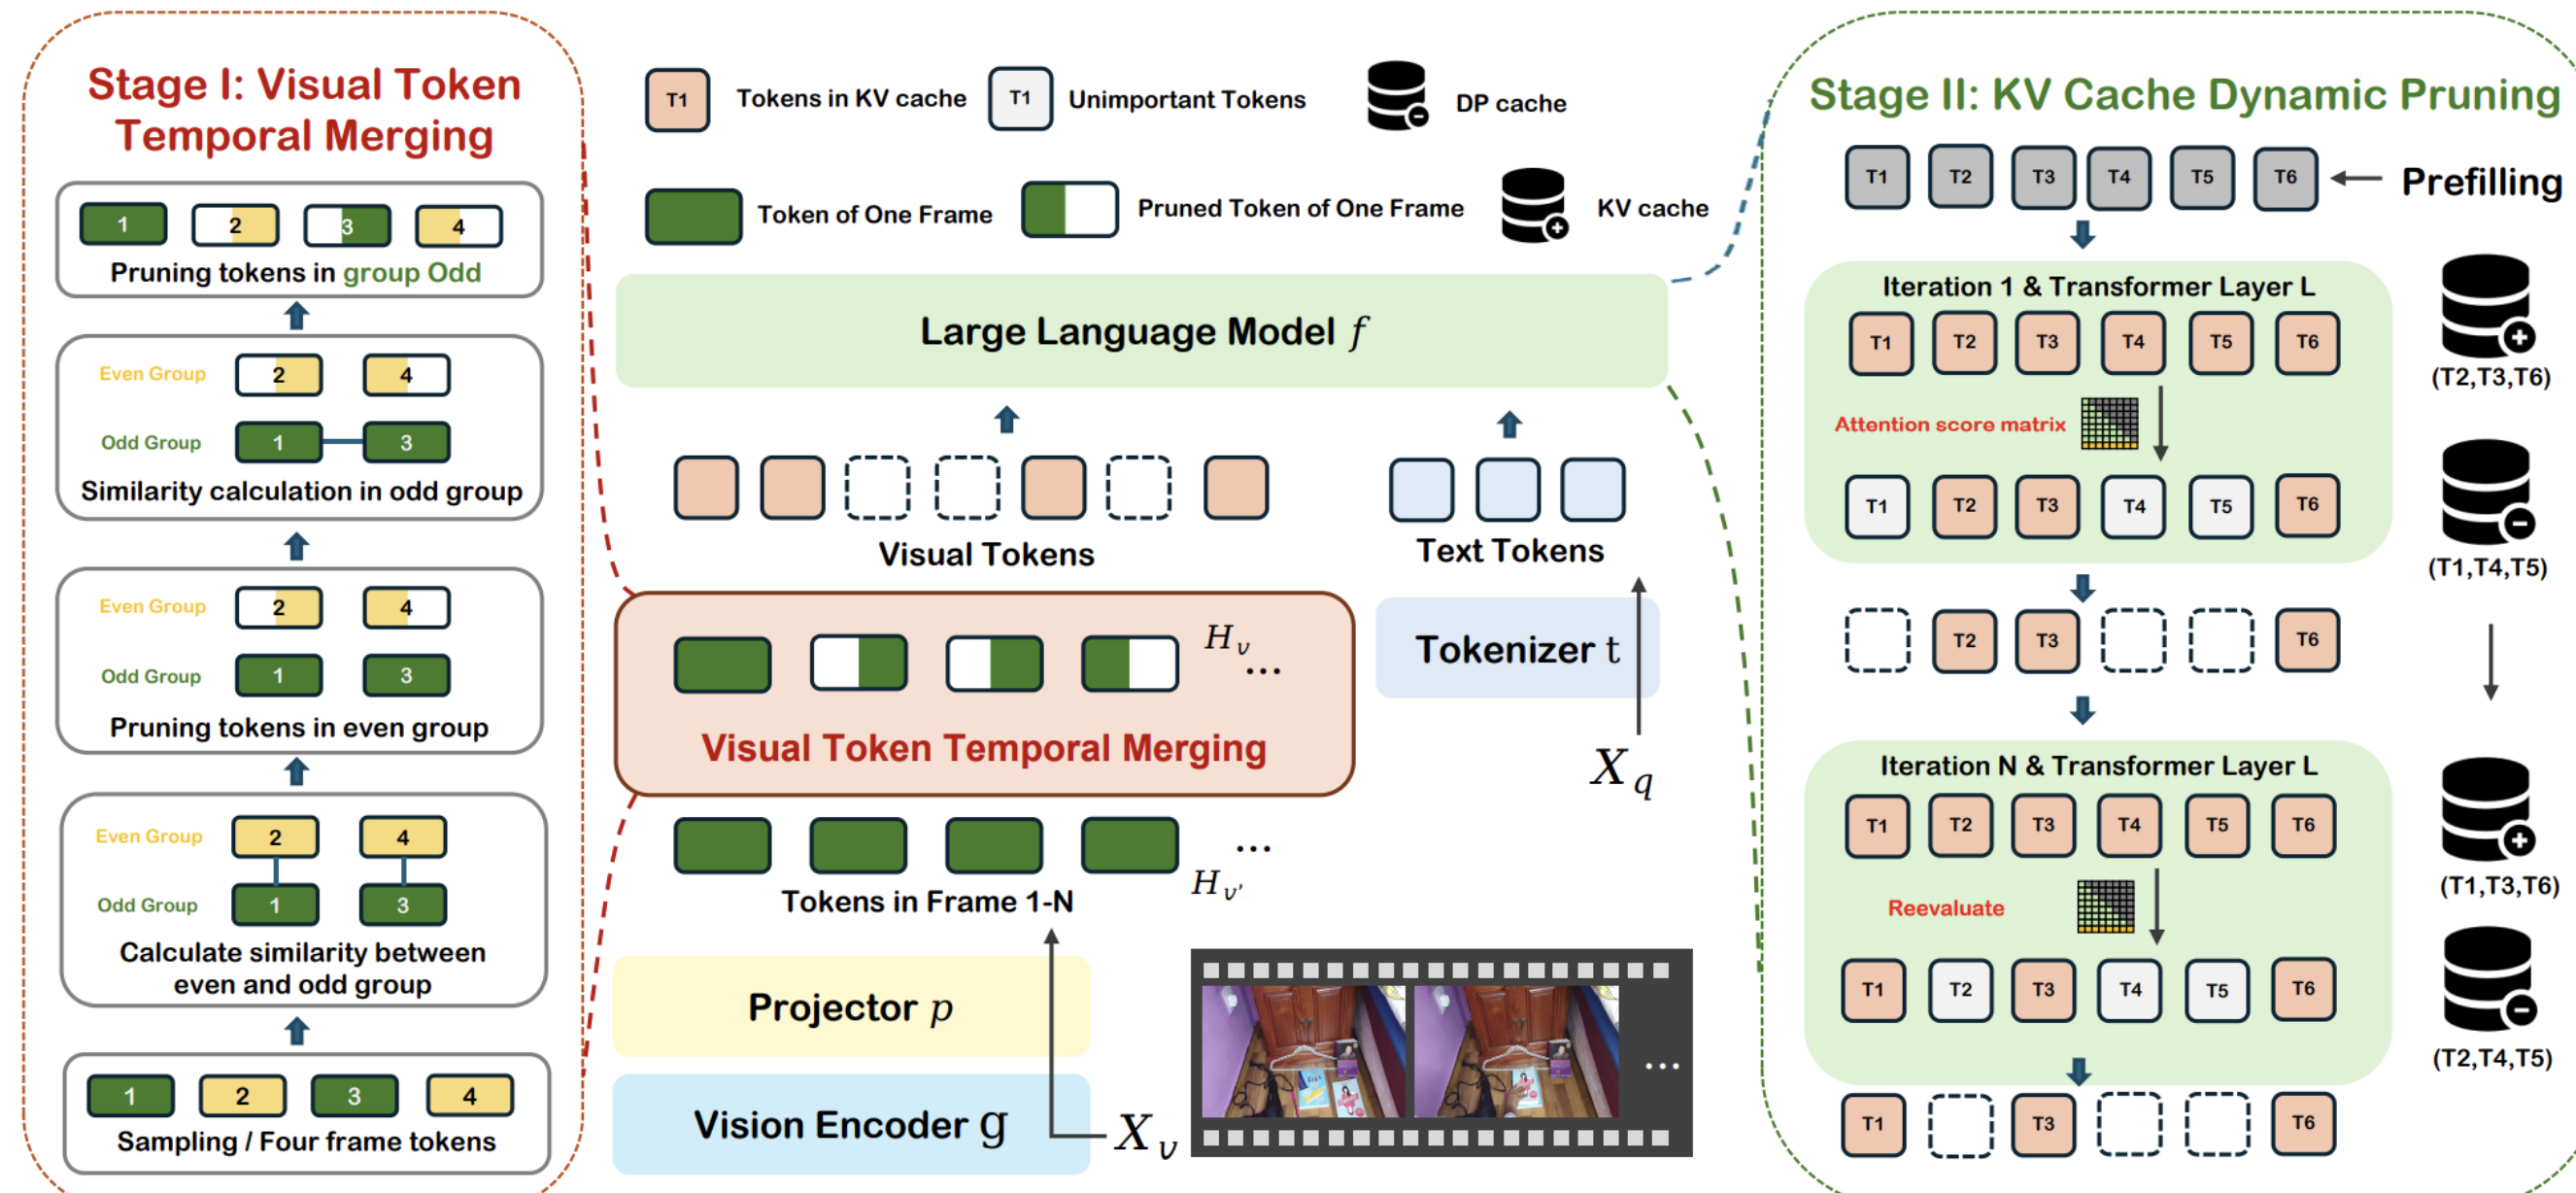 Stage I: Visual Token
Temporal Merging
1 2 3 4
Pruning tokens in group Odd
Even Group 2 4
Odd Group 1 3
Similarity calculation in odd group
Even Group 2 4
Odd Group 1 3
Pruning tokens in even group
Even Group 2 4
Odd Group 1 3
Calculate similarity between
even and odd group
1 2 3 4
Sampling / Four frame tokens
T1 Tokens in KV cache T1 Unimportant Tokens DP cache
Token of One Frame Pruned Token of One Frame KV cache
Large Language Model f
Visual Tokens
Text Tokens
H_v ...
Visual Token Temporal Merging
Tokenizer t
X_q
...
H_v'
Tokens in Frame 1-N
Projector p
Vision Encoder g
X_v
...
Stage II: KV Cache Dynamic Pruning
T1 T2 T3 T4 T5 T6 Prefilling
Iteration 1 & Transformer Layer L
T1 T2 T3 T4 T5 T6
Attention score matrix
T1 T2 T3 T4 T5 T6
T2 T3 T6
Iteration N & Transformer Layer L
T1 T2 T3 T4 T5 T6
Reevaluate
T1 T2 T3 T4 T5 T6
T1 T3 T6
(T2,T3,T6)
(T1,T4,T5)
(T1,T3,T6)
(T2,T4,T5)